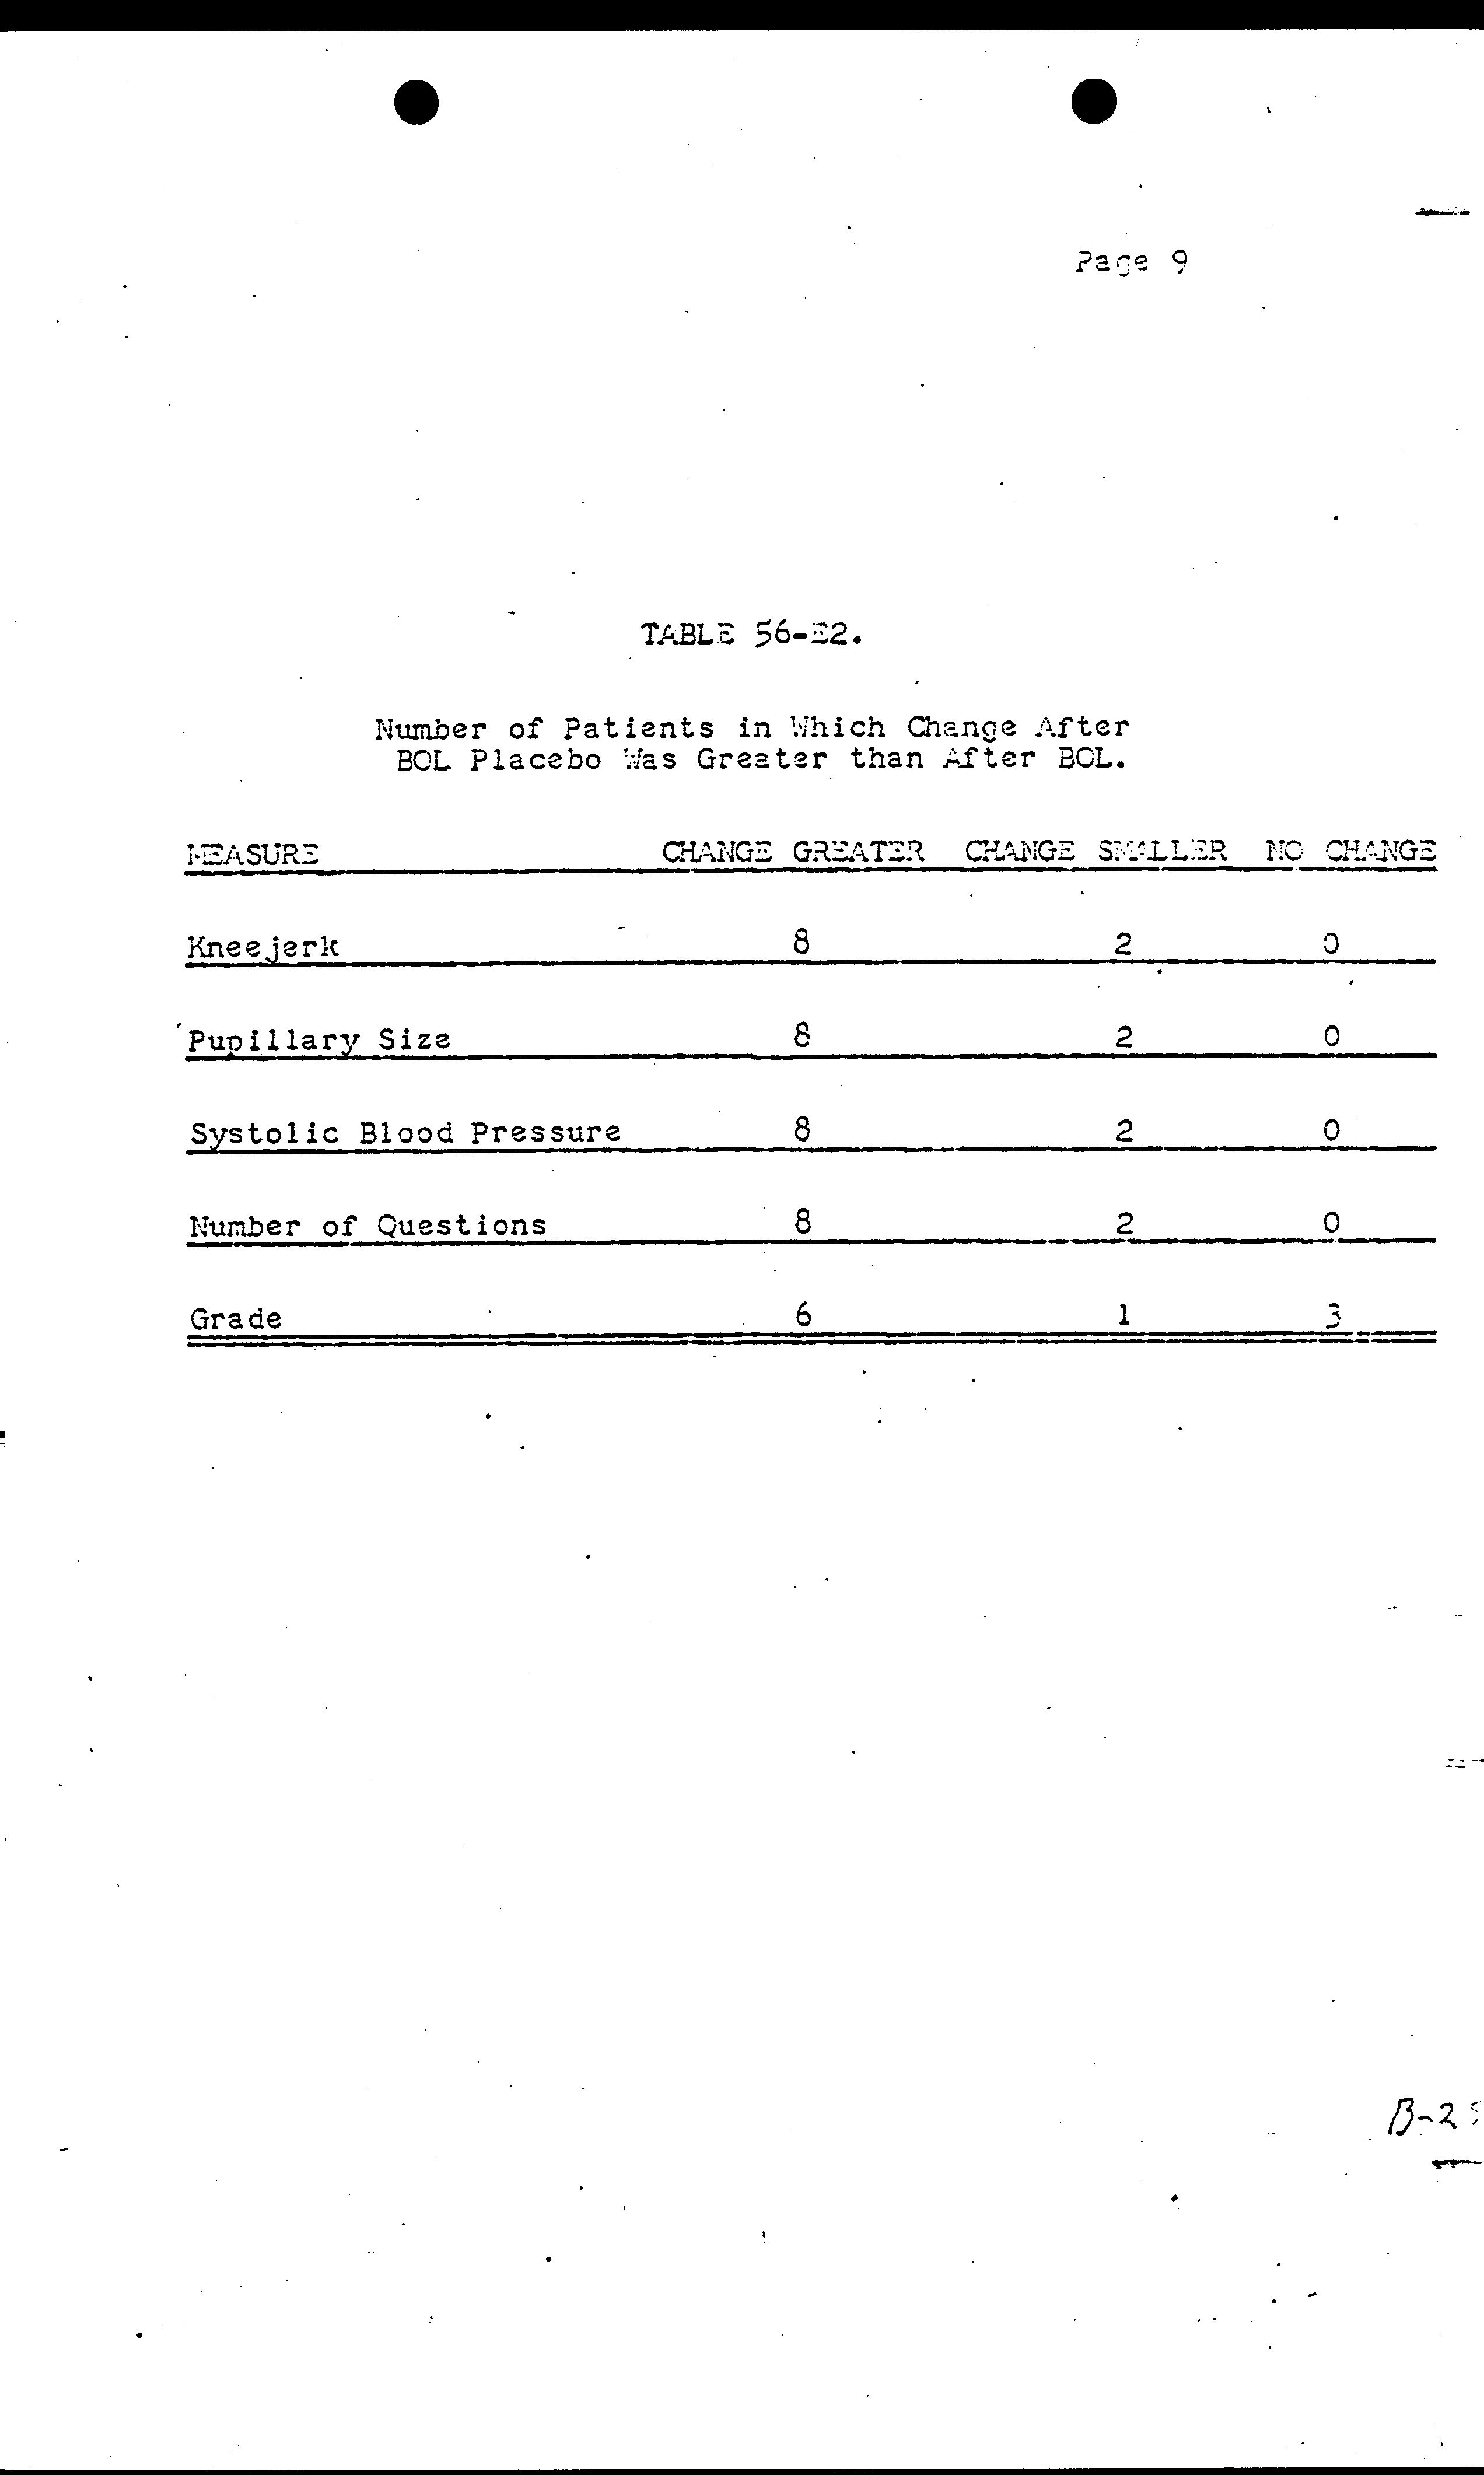 Page 9
TABLE 56-E2.
Number of Patients in Which Change After
BOL Placebo Was Greater than After BOL.
MEASURE CHANGE GREATER CHANGE SMALLER NO CHANGE
Kneejerk 8 2 0
Pupillary Size 8 2 0
Systolic Blood Pressure 8 2 0
Number of Questions 8 2 0
Grade 6 1 3